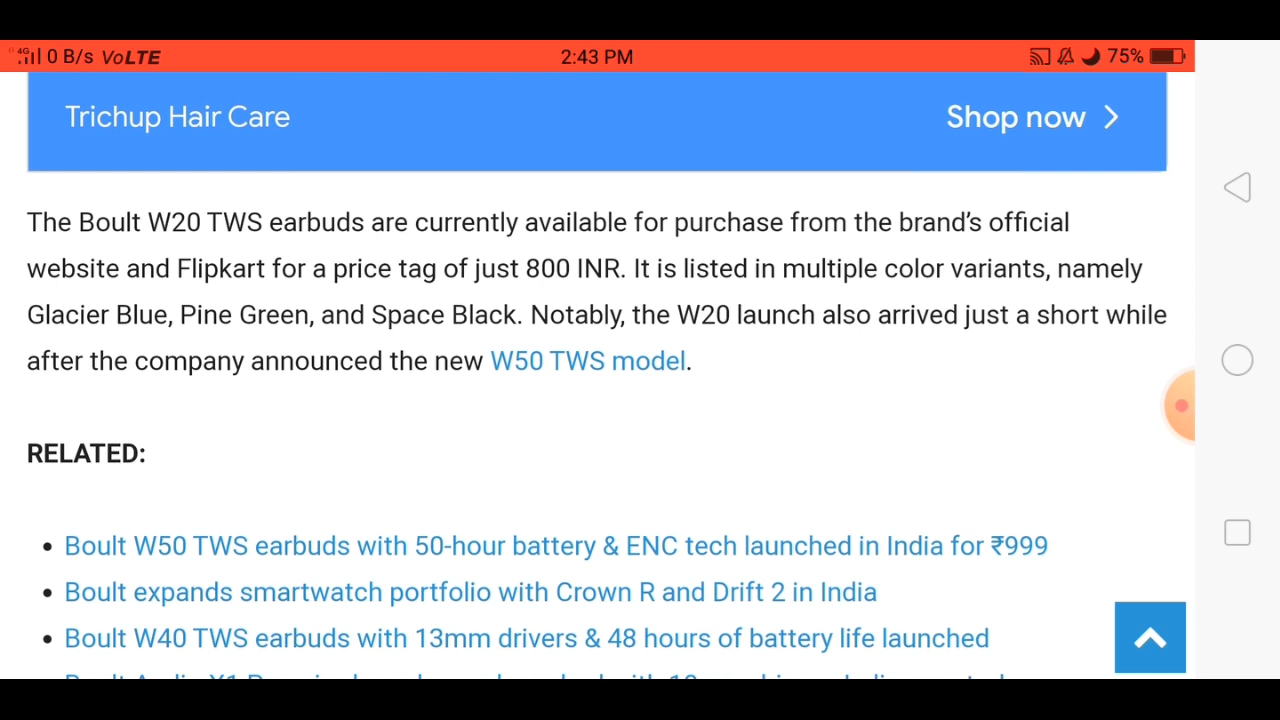 4G 0 B/s VoLTE 2:43 PM 75%
Trichup Hair Care Shop now
The Boult W20 TWS earbuds are currently available for purchase from the brand’s official
website and Flipkart for a price tag of just 800 INR. It is listed in multiple color variants, namely
Glacier Blue, Pine Green, and Space Black. Notably, the W20 launch also arrived just a short while
after the company announced the new W50 TWS model.
RELATED:
• Boult W50 TWS earbuds with 50-hour battery & ENC tech launched in India for ₹999
• Boult expands smartwatch portfolio with Crown R and Drift 2 in India
• Boult W40 TWS earbuds with 13mm drivers & 48 hours of battery life launched